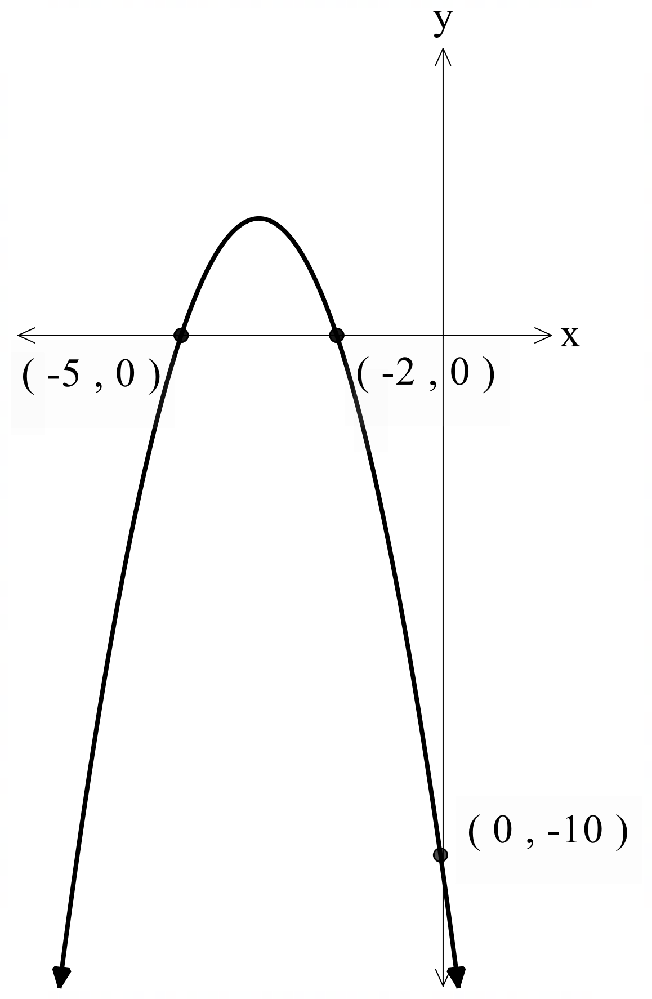 y
x
( -5 , 0 )
( -2 , 0 )
( 0 , -10 )